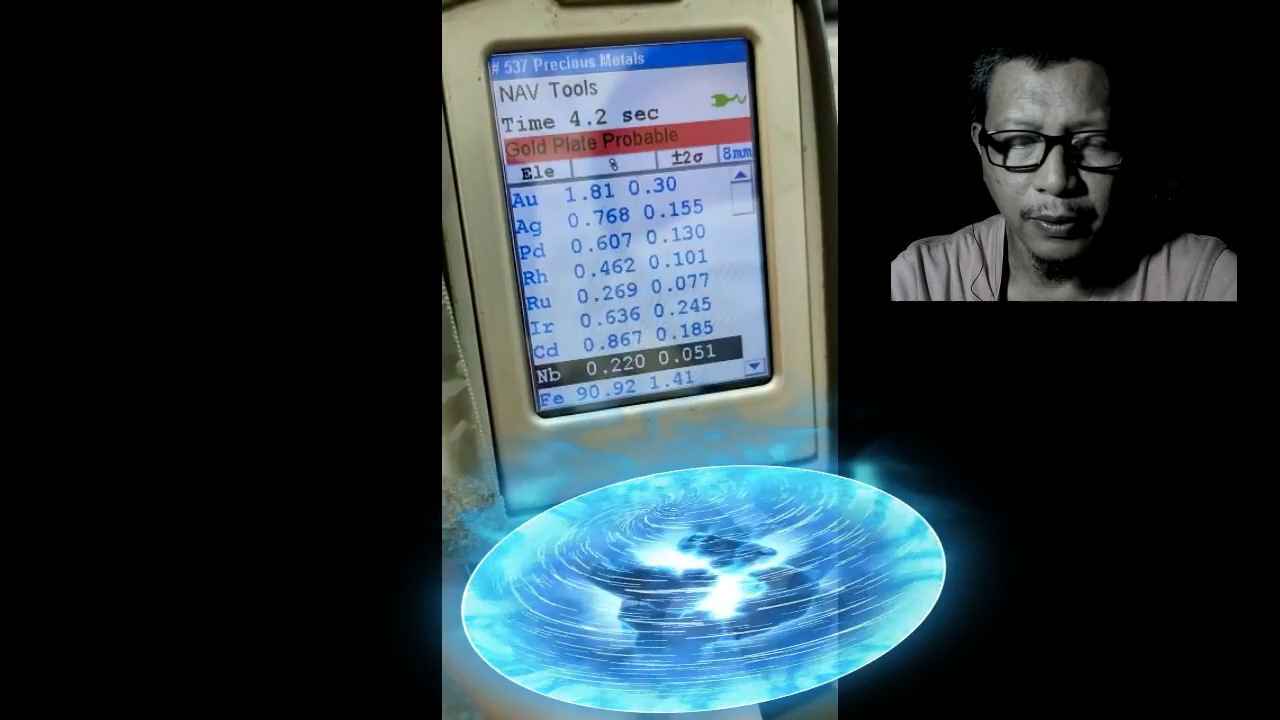 # 537 Precious Metals
NAV Tools
Time 4.2 sec
Gold Plate Probable
Ele % ±2σ 8mm
Au 1.81 0.30
Ag 0.768 0.155
Pd 0.607 0.130
Rh 0.462 0.101
Ru 0.269 0.077
Ir 0.636 0.245
Cd 0.867 0.185
Nb 0.220 0.051
Fe 90.92 1.41